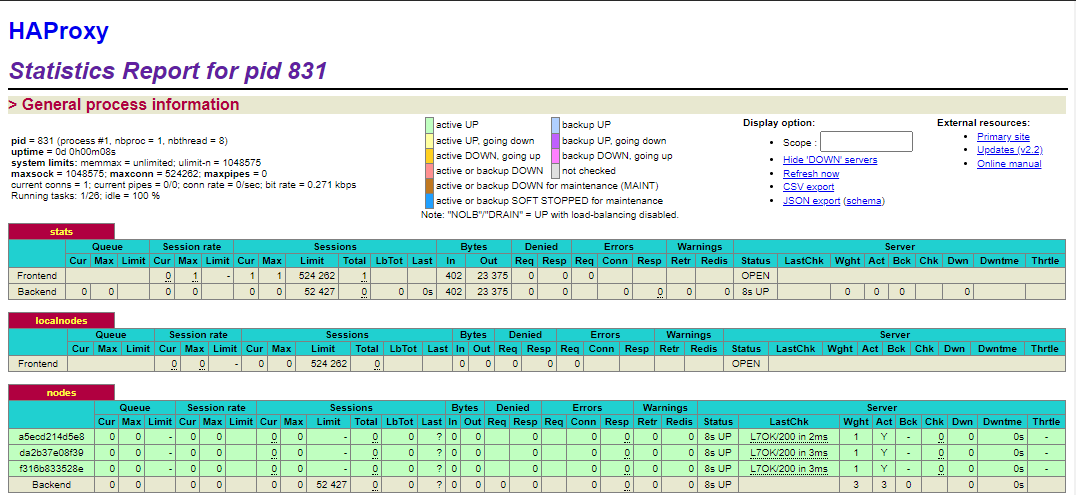 HAProxy
Statistics Report for pid 831
> General process information
pid = 831 (process #1, nbproc = 1, nbthread = 8)
uptime = 0d 0h00m08s
system limits: memmax = unlimited; ulimit-n = 1048575
maxsock = 1048575; maxconn = 524262; maxpipes = 0
current conns = 1; current pipes = 0/0; conn rate = 0/sec; bit rate = 0.271 kbps
Running tasks: 1/26; idle = 100 %
active UP backup UP
active UP, going down backup UP, going down
active DOWN, going up backup DOWN, going up
active or backup DOWN not checked
active or backup DOWN for maintenance (MAINT)
active or backup SOFT STOPPED for maintenance
Note: "NOLB"/"DRAIN" = UP with load-balancing disabled.
Display option:
• Scope :
• Hide 'DOWN' servers
• Refresh now
• CSV export
• JSON export (schema)
External resources:
• Primary site
• Updates (v2.2)
• Online manual
stats
Queue Session rate Sessions Bytes Denied Errors Warnings Server
Cur Max Limit Cur Max Limit Cur Max Limit Total LbTot Last In Out Req Resp Req Conn Resp Retr Redis Status LastChk Wght Act Bck Chk Dwn Dwntme Thrtle
Frontend 0 1 - 1 1 524 262 1 402 23 375 0 0 0 OPEN
Backend 0 0 0 0 0 0 52 427 0 0 0s 402 23 375 0 0 0 0 0 0 8s UP 0 0 0 0
localnodes
Queue Session rate Sessions Bytes Denied Errors Warnings Server
Cur Max Limit Cur Max Limit Cur Max Limit Total LbTot Last In Out Req Resp Req Conn Resp Retr Redis Status LastChk Wght Act Bck Chk Dwn Dwntme Thrtle
Frontend 0 0 - 0 0 524 262 0 0 0 0 0 0 OPEN
nodes
Queue Session rate Sessions Bytes Denied Errors Warnings Server
Cur Max Limit Cur Max Limit Cur Max Limit Total LbTot Last In Out Req Resp Req Conn Resp Retr Redis Status LastChk Wght Act Bck Chk Dwn Dwntme Thrtle
a5ecd214d5e8 0 0 - 0 0 0 0 - 0 0 ? 0 0 0 0 0 0 0 8s UP L7OK/200 in 2ms 1 Y - 0 0 0s -
da2b37e08f39 0 0 - 0 0 0 0 - 0 0 ? 0 0 0 0 0 0 0 8s UP L7OK/200 in 3ms 1 Y - 0 0 0s -
f316b833528e 0 0 - 0 0 0 0 - 0 0 ? 0 0 0 0 0 0 0 8s UP L7OK/200 in 3ms 1 Y - 0 0 0s -
Backend 0 0 0 0 0 0 52 427 0 0 ? 0 0 0 0 0 0 0 0 8s UP 3 3 0 0 0s